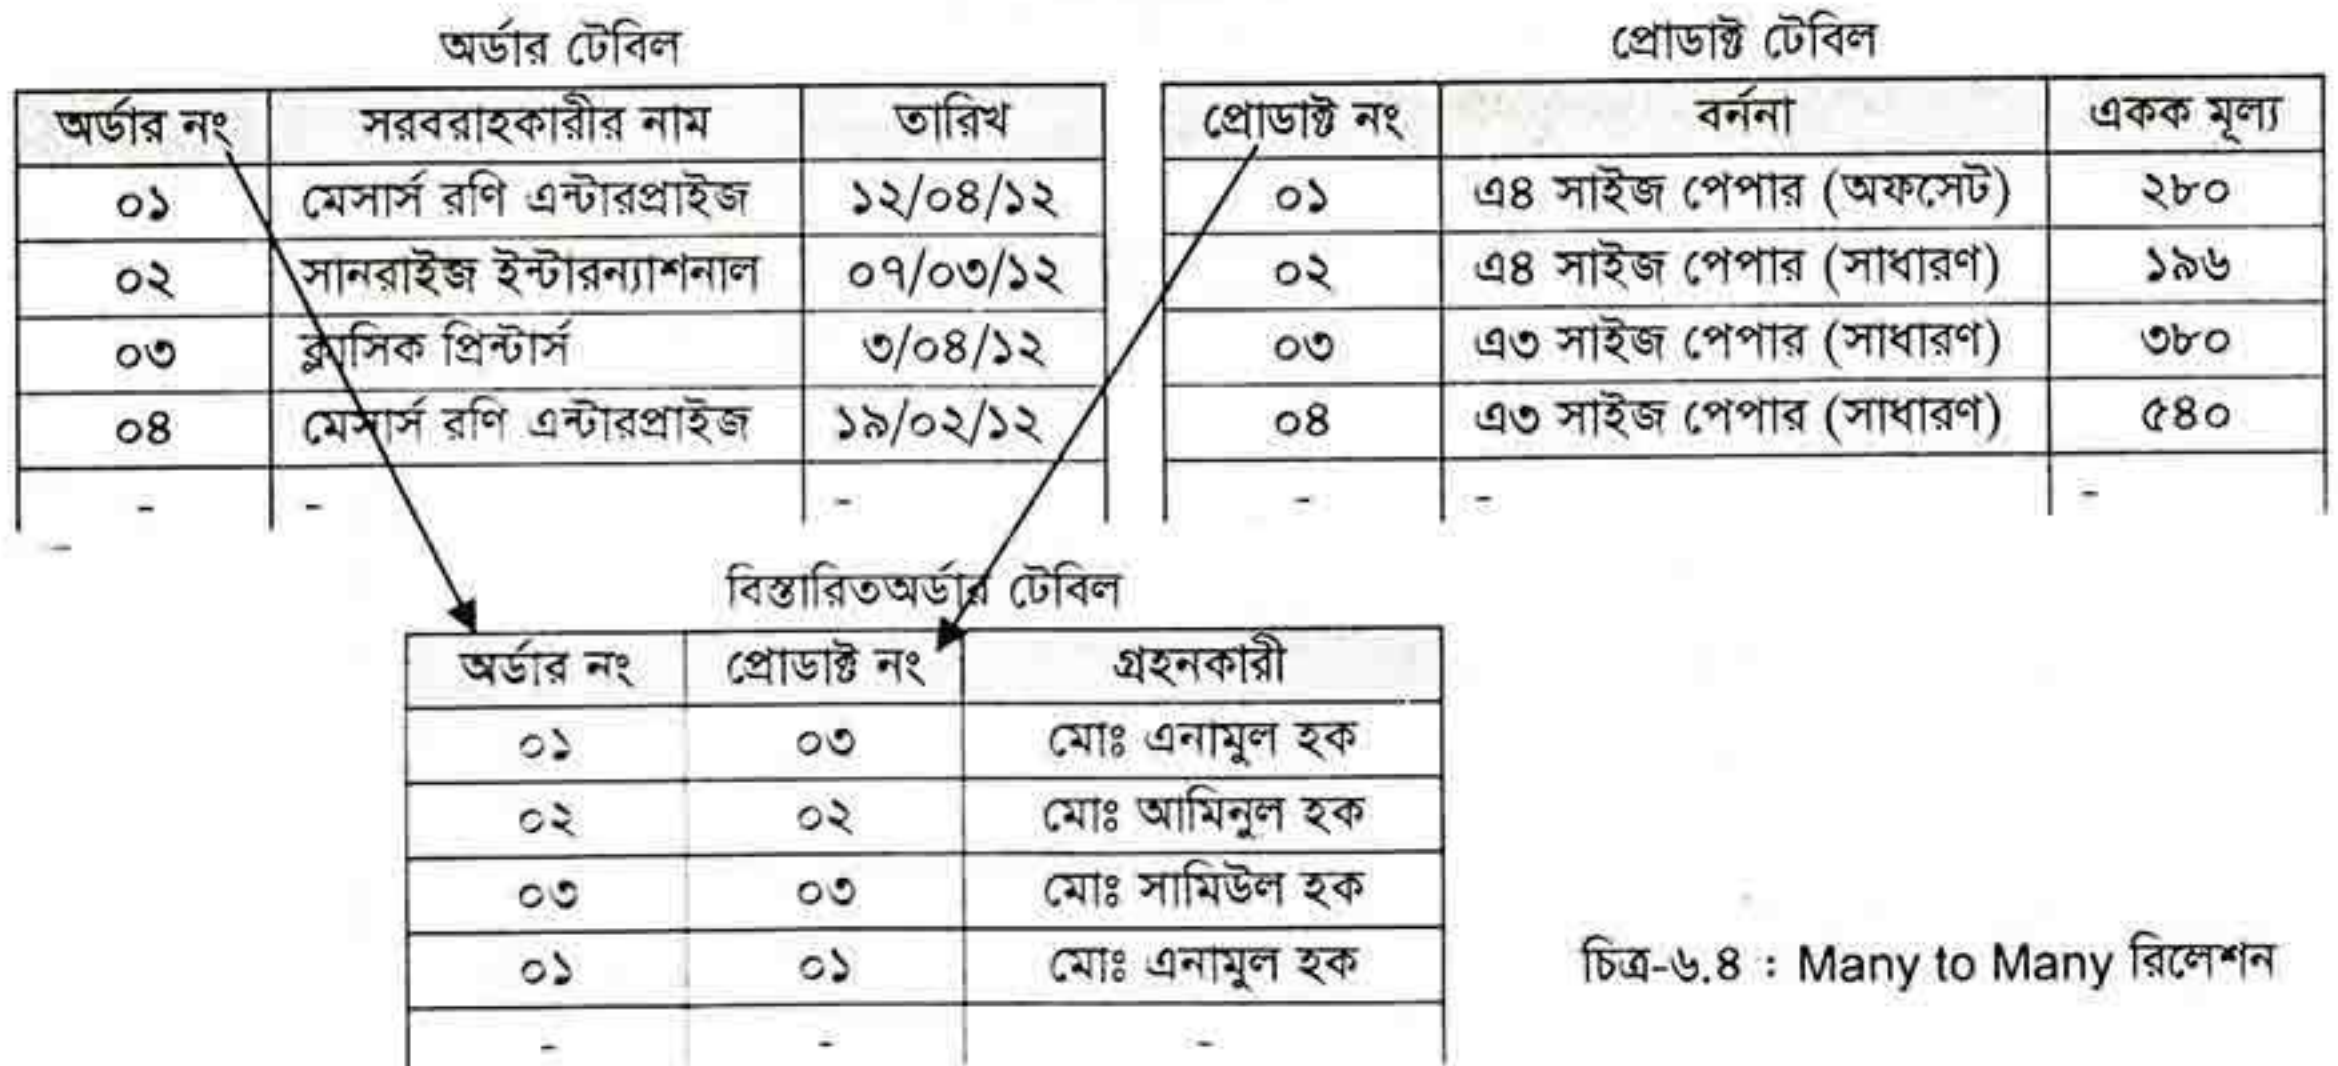 অর্ডার টেবিল
অর্ডার নং সরবরাহকারীর নাম তারিখ
০১ মেসার্স রণি এন্টারপ্রাইজ ১২/০৪/১২
০২ সানরাইজ ইন্টারন্যাশনাল ০৭/০৩/১২
০৩ ক্লাসিক প্রিন্টার্স ৩/০৪/১২
০৪ মেসার্স রণি এন্টারপ্রাইজ ১৯/০২/১২
- - -
প্রোডাক্ট টেবিল
প্রোডাক্ট নং বর্ননা একক মূল্য
০১ এ৪ সাইজ পেপার (অফসেট) ২৮০
০২ এ৪ সাইজ পেপার (সাধারণ) ১৯৬
০৩ এ৩ সাইজ পেপার (সাধারণ) ৩৮০
০৪ এ৩ সাইজ পেপার (সাধারণ) ৫৪০
- - -
বিস্তারিতঅর্ডার টেবিল
অর্ডার নং প্রোডাক্ট নং গ্রহনকারী
০১ ০৩ মোঃ এনামুল হক
০২ ০২ মোঃ আমিনুল হক
০৩ ০৩ মোঃ সামিউল হক
০১ ০১ মোঃ এনামুল হক
- - -
চিত্র-৬.৪ : Many to Many রিলেশন